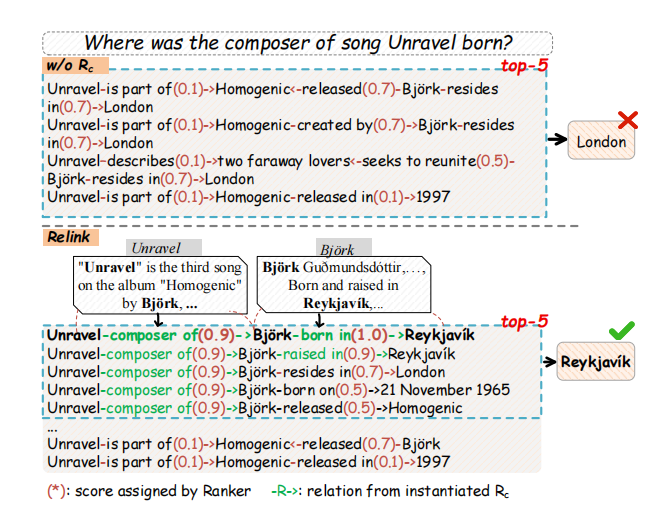 Where was the composer of song Unravel born?
w/o Rc
top-5
Unravel-is part of(0.1)->Homogenic<-released(0.7)-Björk-resides
in(0.7)->London
Unravel-is part of(0.1)->Homogenic-created by(0.7)->Björk-resides
in(0.7)->London
Unravel-describes(0.1)->two faraway lovers<-seeks to reunite(0.5)-
Björk-resides in(0.7)->London
Unravel-is part of(0.1)->Homogenic-released in(0.1)->1997
London
Relink
Unravel
Björk
"Unravel" is the third song
on the album "Homogenic"
by Björk, ...
Björk Guðmundsdóttir,...,
Born and raised in
Reykjavík,...
top-5
Unravel-composer of(0.9)->Björk-born in(1.0)->Reykjavík
Unravel-composer of(0.9)->Björk-raised in(0.9)->Reykjavík
Unravel-composer of(0.9)->Björk-resides in(0.7)->London
Unravel-composer of(0.9)->Björk-born on(0.5)->21 November 1965
Unravel-composer of(0.9)->Björk-released(0.5)->Homogenic
...
Unravel-is part of(0.1)->Homogenic<-released(0.7)-Björk
Unravel-is part of(0.1)->Homogenic-released in(0.1)->1997
Reykjavík
(*): score assigned by Ranker -R->: relation from instantiated Rc